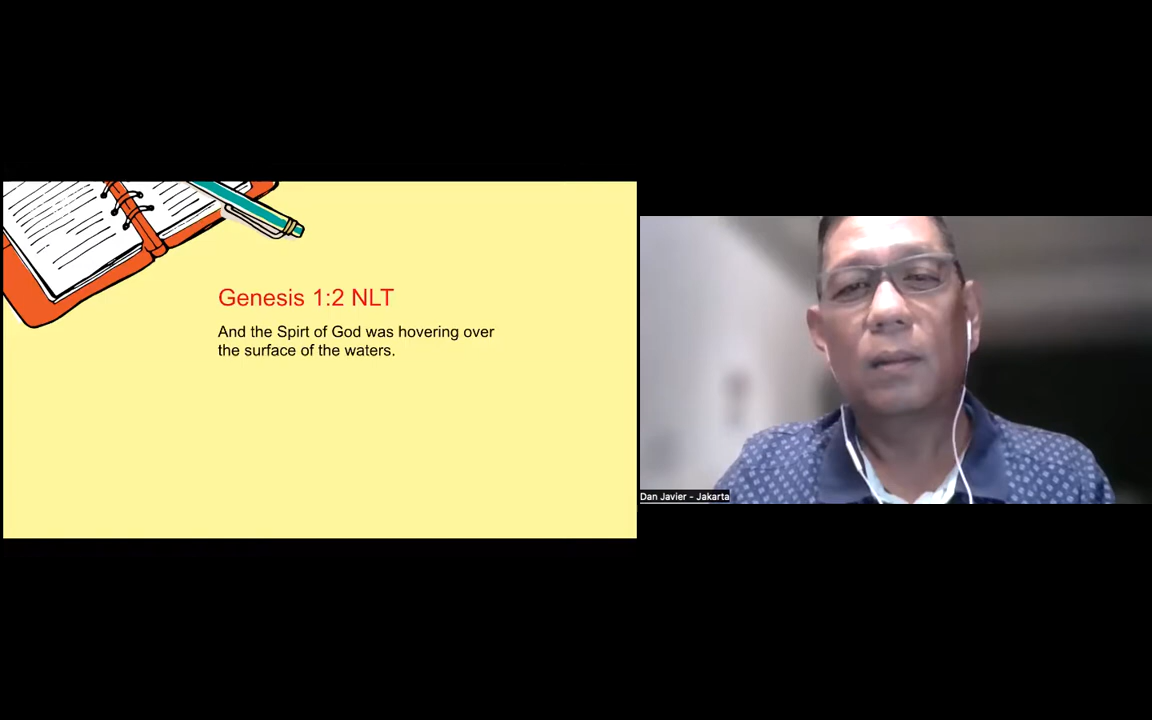 Genesis 1:2 NLT
And the Spirt of God was hovering over
the surface of the waters.
Dan Javier - Jakarta